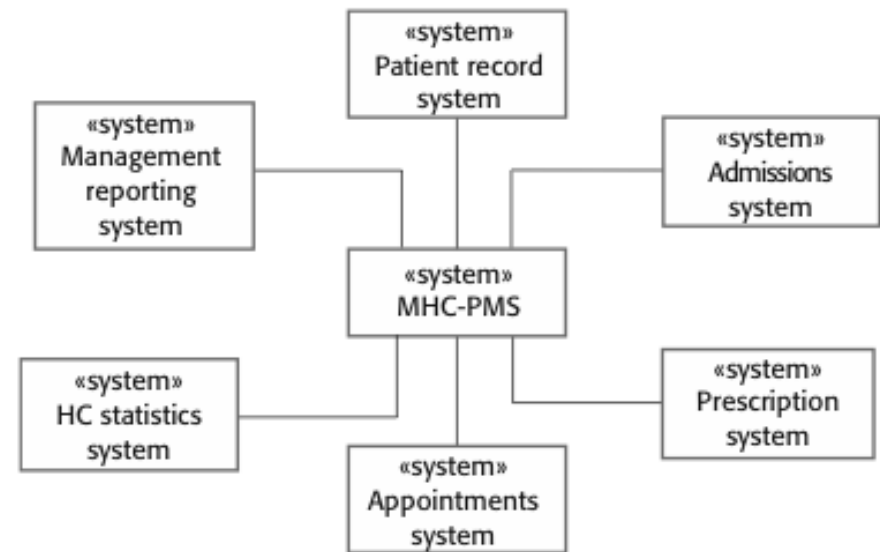 «system»
Patient record
system
«system»
Management
reporting
system
«system»
Admissions
system
«system»
MHC-PMS
«system»
HC statistics
system
«system»
Prescription
system
«system»
Appointments
system